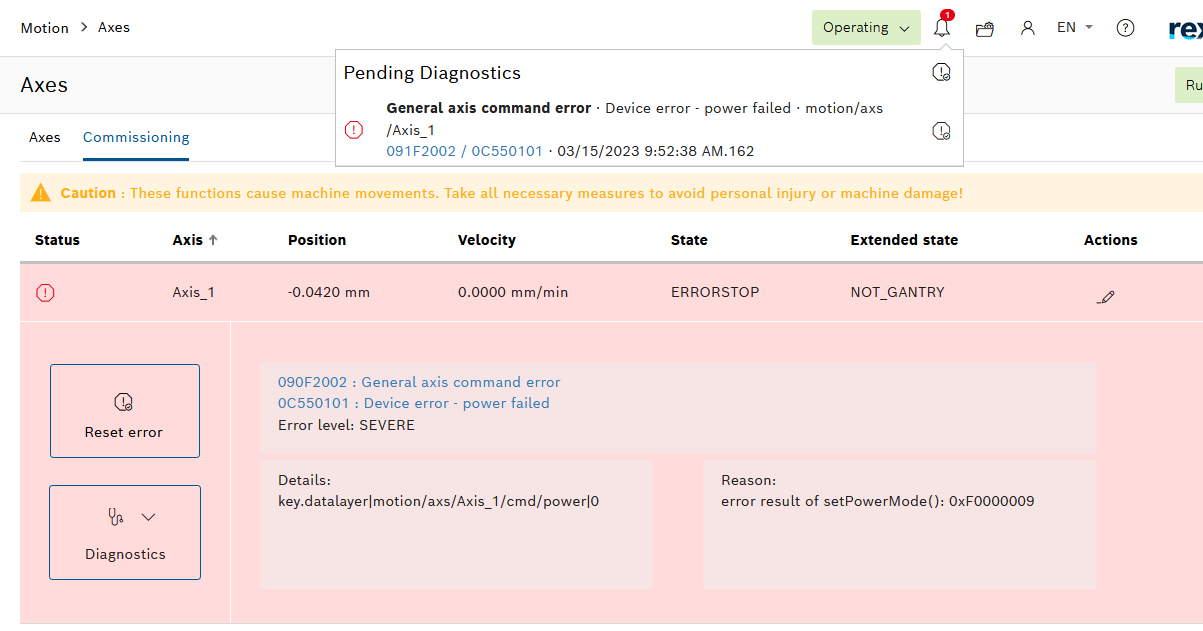 Motion > Axes
Operating
1
EN
Pending Diagnostics
General axis command error · Device error - power failed · motion/axs
/Axis_1
091F2002 / 0C550101 · 03/15/2023 9:52:38 AM.162
Axes
Axes
Commissioning
Caution : These functions cause machine movements. Take all necessary measures to avoid personal injury or machine damage!
Status Axis ↑ Position Velocity State Extended state Actions
Axis_1 -0.0420 mm 0.0000 mm/min ERRORSTOP NOT_GANTRY
Reset error
Diagnostics
090F2002 : General axis command error
0C550101 : Device error - power failed
Error level: SEVERE
Details:
key.datalayer|motion/axs/Axis_1/cmd/power|0
Reason:
error result of setPowerMode(): 0xF0000009